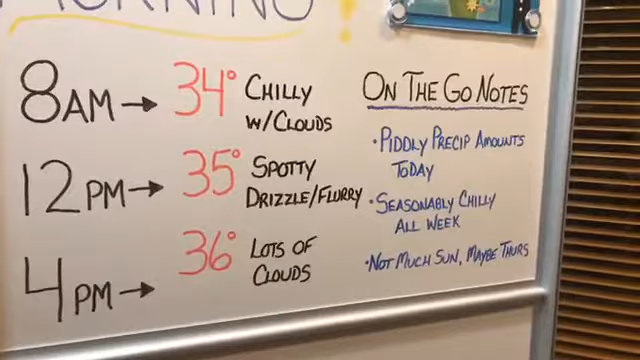 MORNING!
8AM → 34° CHILLY
W/CLOUDS
12PM → 35° SPOTTY
DRIZZLE/FLURRY
4PM → 36° LOTS OF
CLOUDS
ON THE GO NOTES
• PIDDLY PRECIP AMOUNTS
TODAY
• SEASONABLY CHILLY
ALL WEEK
• NOT MUCH SUN, MAYBE THURS